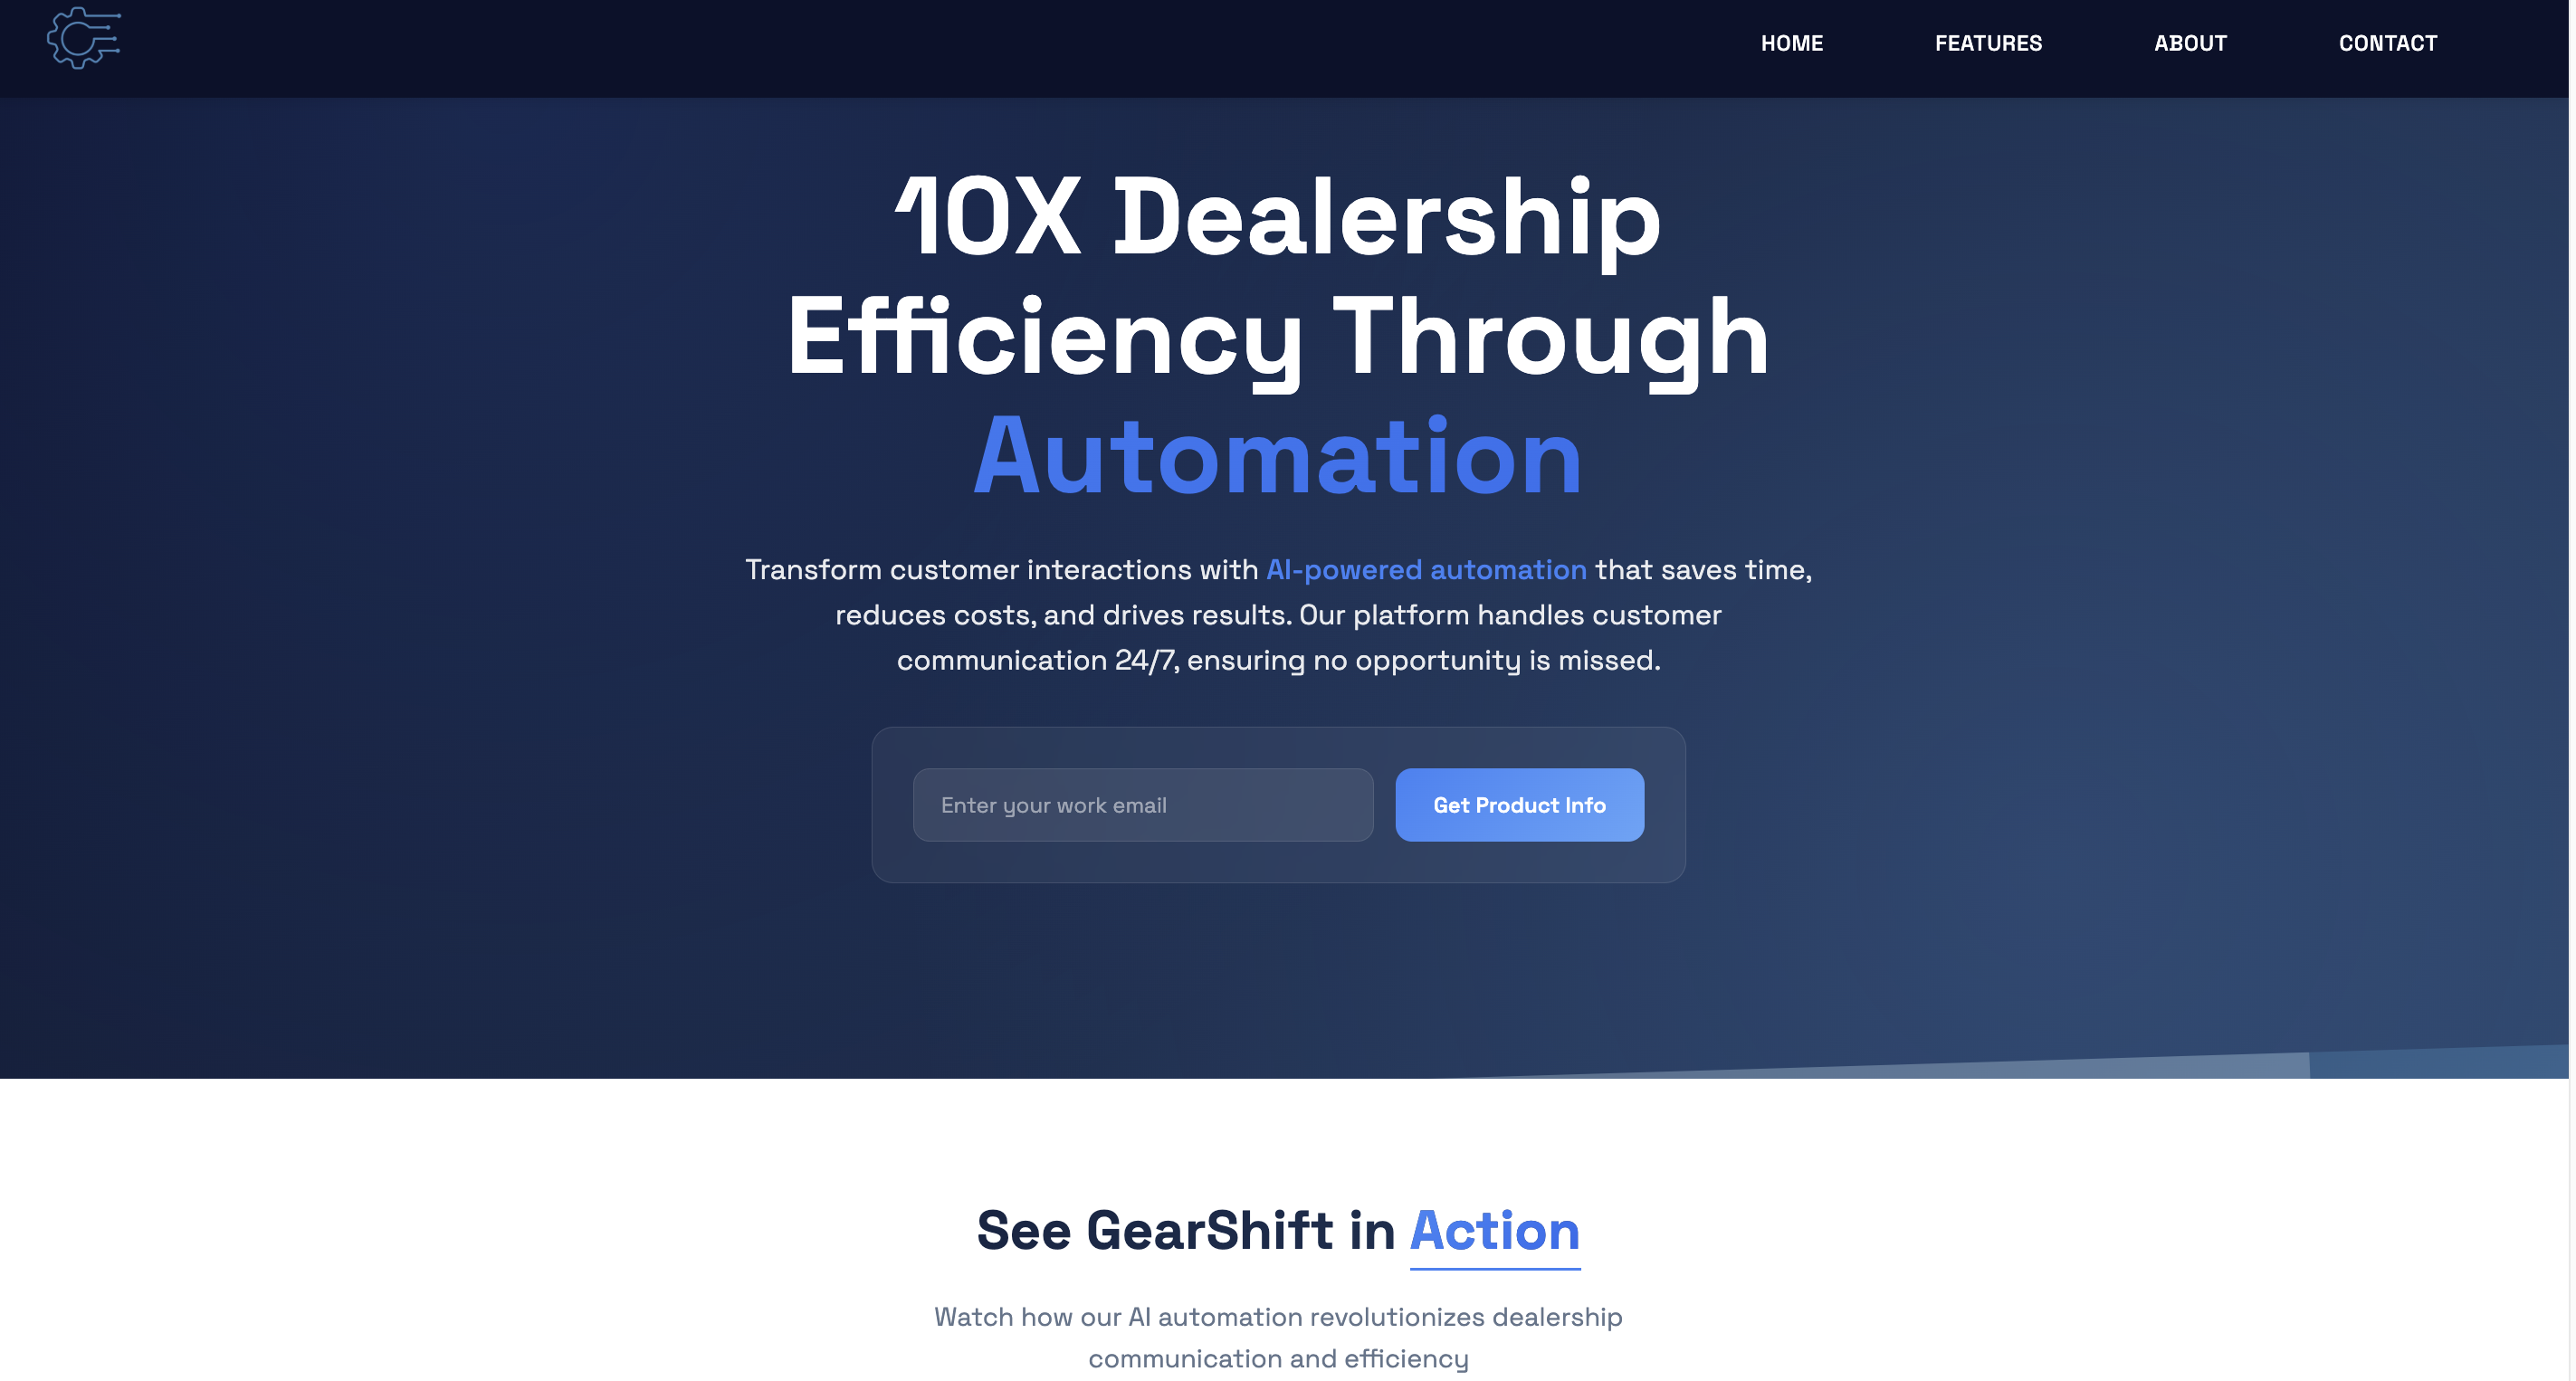 HOME FEATURES ABOUT CONTACT
10X Dealership
Efficiency Through
Automation
Transform customer interactions with AI-powered automation that saves time,
reduces costs, and drives results. Our platform handles customer
communication 24/7, ensuring no opportunity is missed.
Enter your work email
Get Product Info
See GearShift in Action
Watch how our AI automation revolutionizes dealership
communication and efficiency